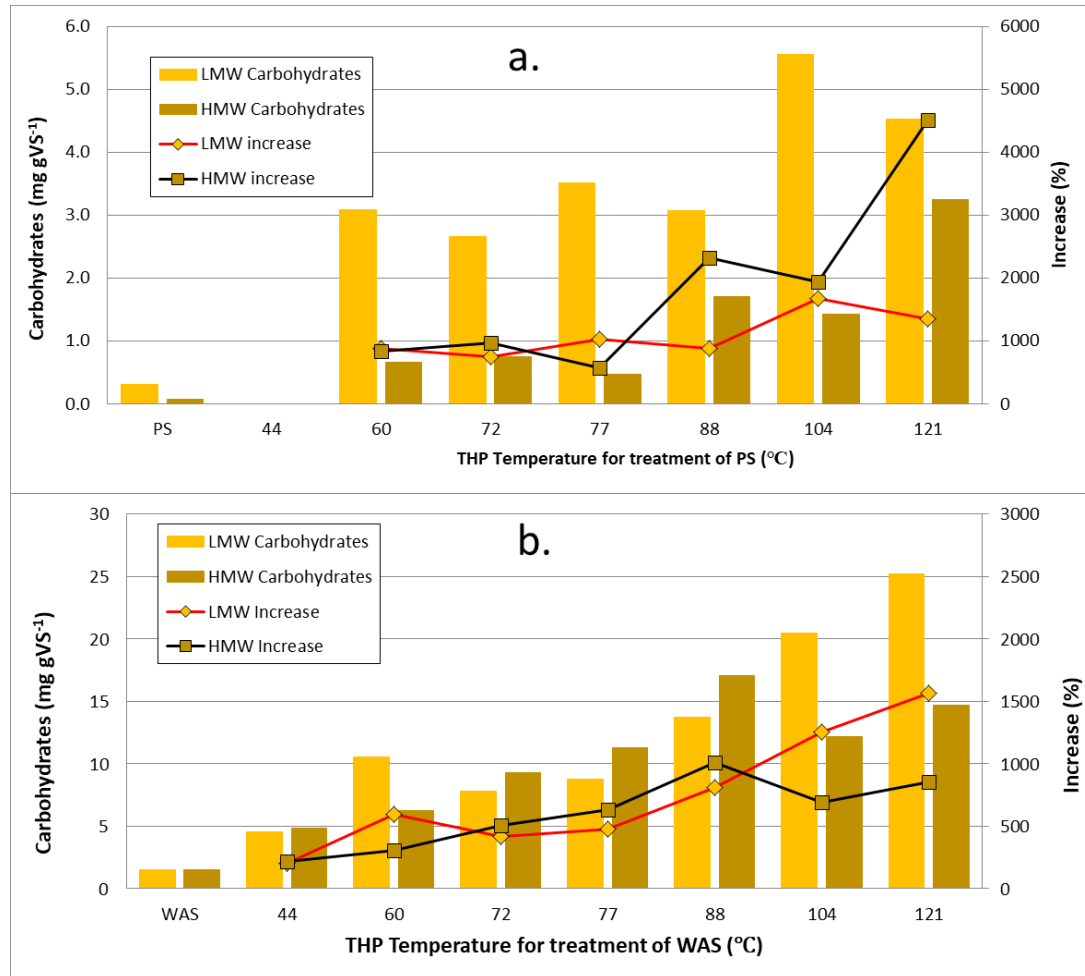 a.
LMW Carbohydrates
HMW Carbohydrates
LMW increase
HMW increase
Carbohydrates (mg gVS⁻¹)
6.0
5.0
4.0
3.0
2.0
1.0
0.0
6000
5000
4000
3000
2000
1000
0
Increase (%)
PS 44 60 72 77 88 104 121
THP Temperature for treatment of PS (℃)
b.
LMW Carbohydrates
HMW Carbohydrates
LMW Increase
HMW Increase
Carbohydrates (mg gVS⁻¹)
30
25
20
15
10
5
0
3000
2500
2000
1500
1000
500
0
Increase (%)
WAS 44 60 72 77 88 104 121
THP Temperature for treatment of WAS (℃)